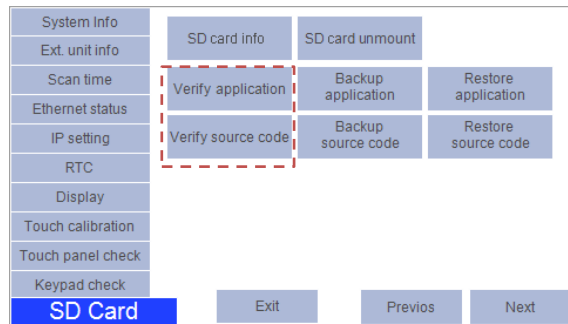 System Info
Ext. unit info
Scan time
Ethernet status
IP setting
RTC
Display
Touch calibration
Touch panel check
Keypad check
SD Card
SD card info
SD card unmount
Verify application
Backup
application
Restore
application
Verify source code
Backup
source code
Restore
source code
Exit
Previos
Next